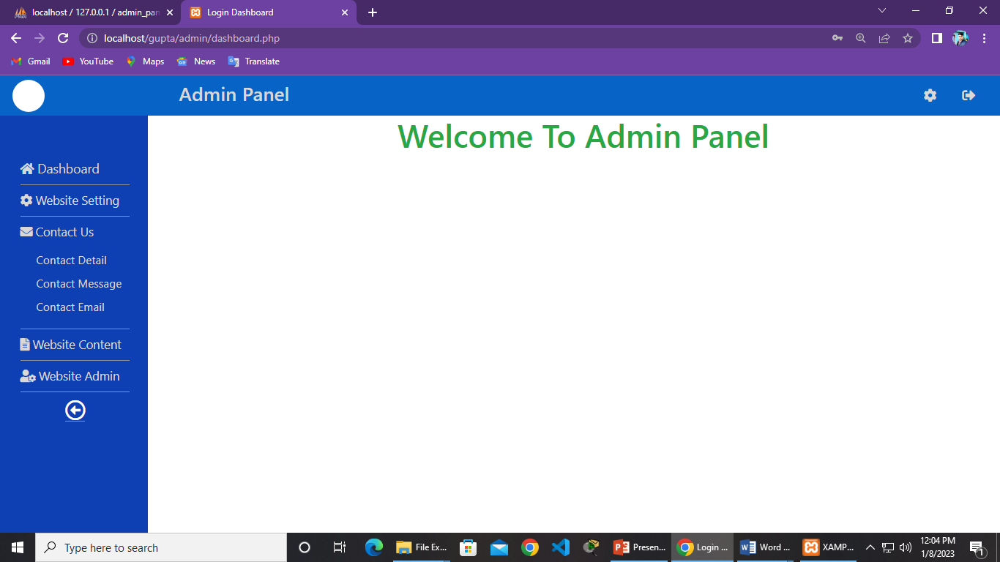 localhost / 127.0.0.1 / admin_pan
Login Dashboard
localhost/gupta/admin/dashboard.php
Gmail
YouTube
Maps
News
Translate
Admin Panel
Welcome To Admin Panel
Dashboard
Website Setting
Contact Us
Contact Detail
Contact Message
Contact Email
Website Content
Website Admin
Type here to search
File Ex...
Presen...
Login ...
Word ...
XAMP...
12:04 PM
1/8/2023
1